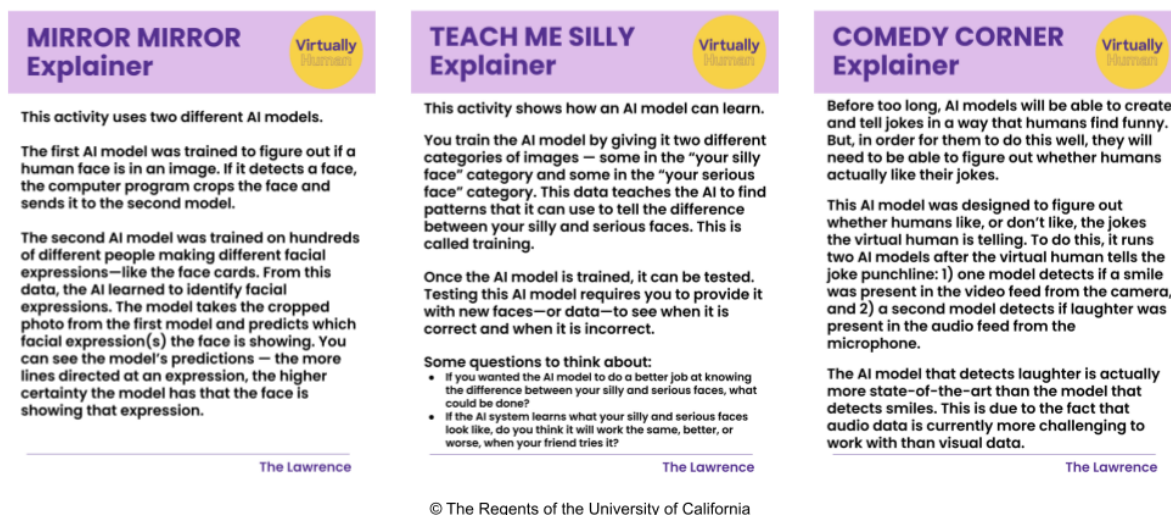 MIRROR MIRROR
Explainer
Virtually
Human
This activity uses two different AI models.
The first AI model was trained to figure out if a
human face is in an image. If it detects a face,
the computer program crops the face and
sends it to the second model.
The second AI model was trained on hundreds
of different people making different facial
expressions—like the face cards. From this
data, the AI learned to identify facial
expressions. The model takes the cropped
photo from the first model and predicts which
facial expression(s) the face is showing. You
can see the model's predictions — the more
lines directed at an expression, the higher
certainty the model has that the face is
showing that expression.
The Lawrence
TEACH ME SILLY
Explainer
Virtually
Human
This activity shows how an AI model can learn.
You train the AI model by giving it two different
categories of images — some in the "your silly
face" category and some in the "your serious
face" category. This data teaches the AI to find
patterns that it can use to tell the difference
between your silly and serious faces. This is
called training.
Once the AI model is trained, it can be tested.
Testing this AI model requires you to provide it
with new faces—or data—to see when it is
correct and when it is incorrect.
Some questions to think about:
● If you wanted the AI model to do a better job at knowing
the difference between your silly and serious faces, what
could be done?
● If the AI system learns what your silly and serious faces
look like, do you think it will work the same, better, or
worse, when your friend tries it?
The Lawrence
COMEDY CORNER
Explainer
Virtually
Human
Before too long, AI models will be able to create
and tell jokes in a way that humans find funny.
But, in order for them to do this well, they will
need to be able to figure out whether humans
actually like their jokes.
This AI model was designed to figure out
whether humans like, or don't like, the jokes
the virtual human is telling. To do this, it runs
two AI models after the virtual human tells the
joke punchline: 1) one model detects if a smile
was present in the video feed from the camera,
and 2) a second model detects if laughter was
present in the audio feed from the
microphone.
The AI model that detects laughter is actually
more state-of-the-art than the model that
detects smiles. This is due to the fact that
audio data is currently more challenging to
work with than visual data.
The Lawrence
© The Regents of the University of California